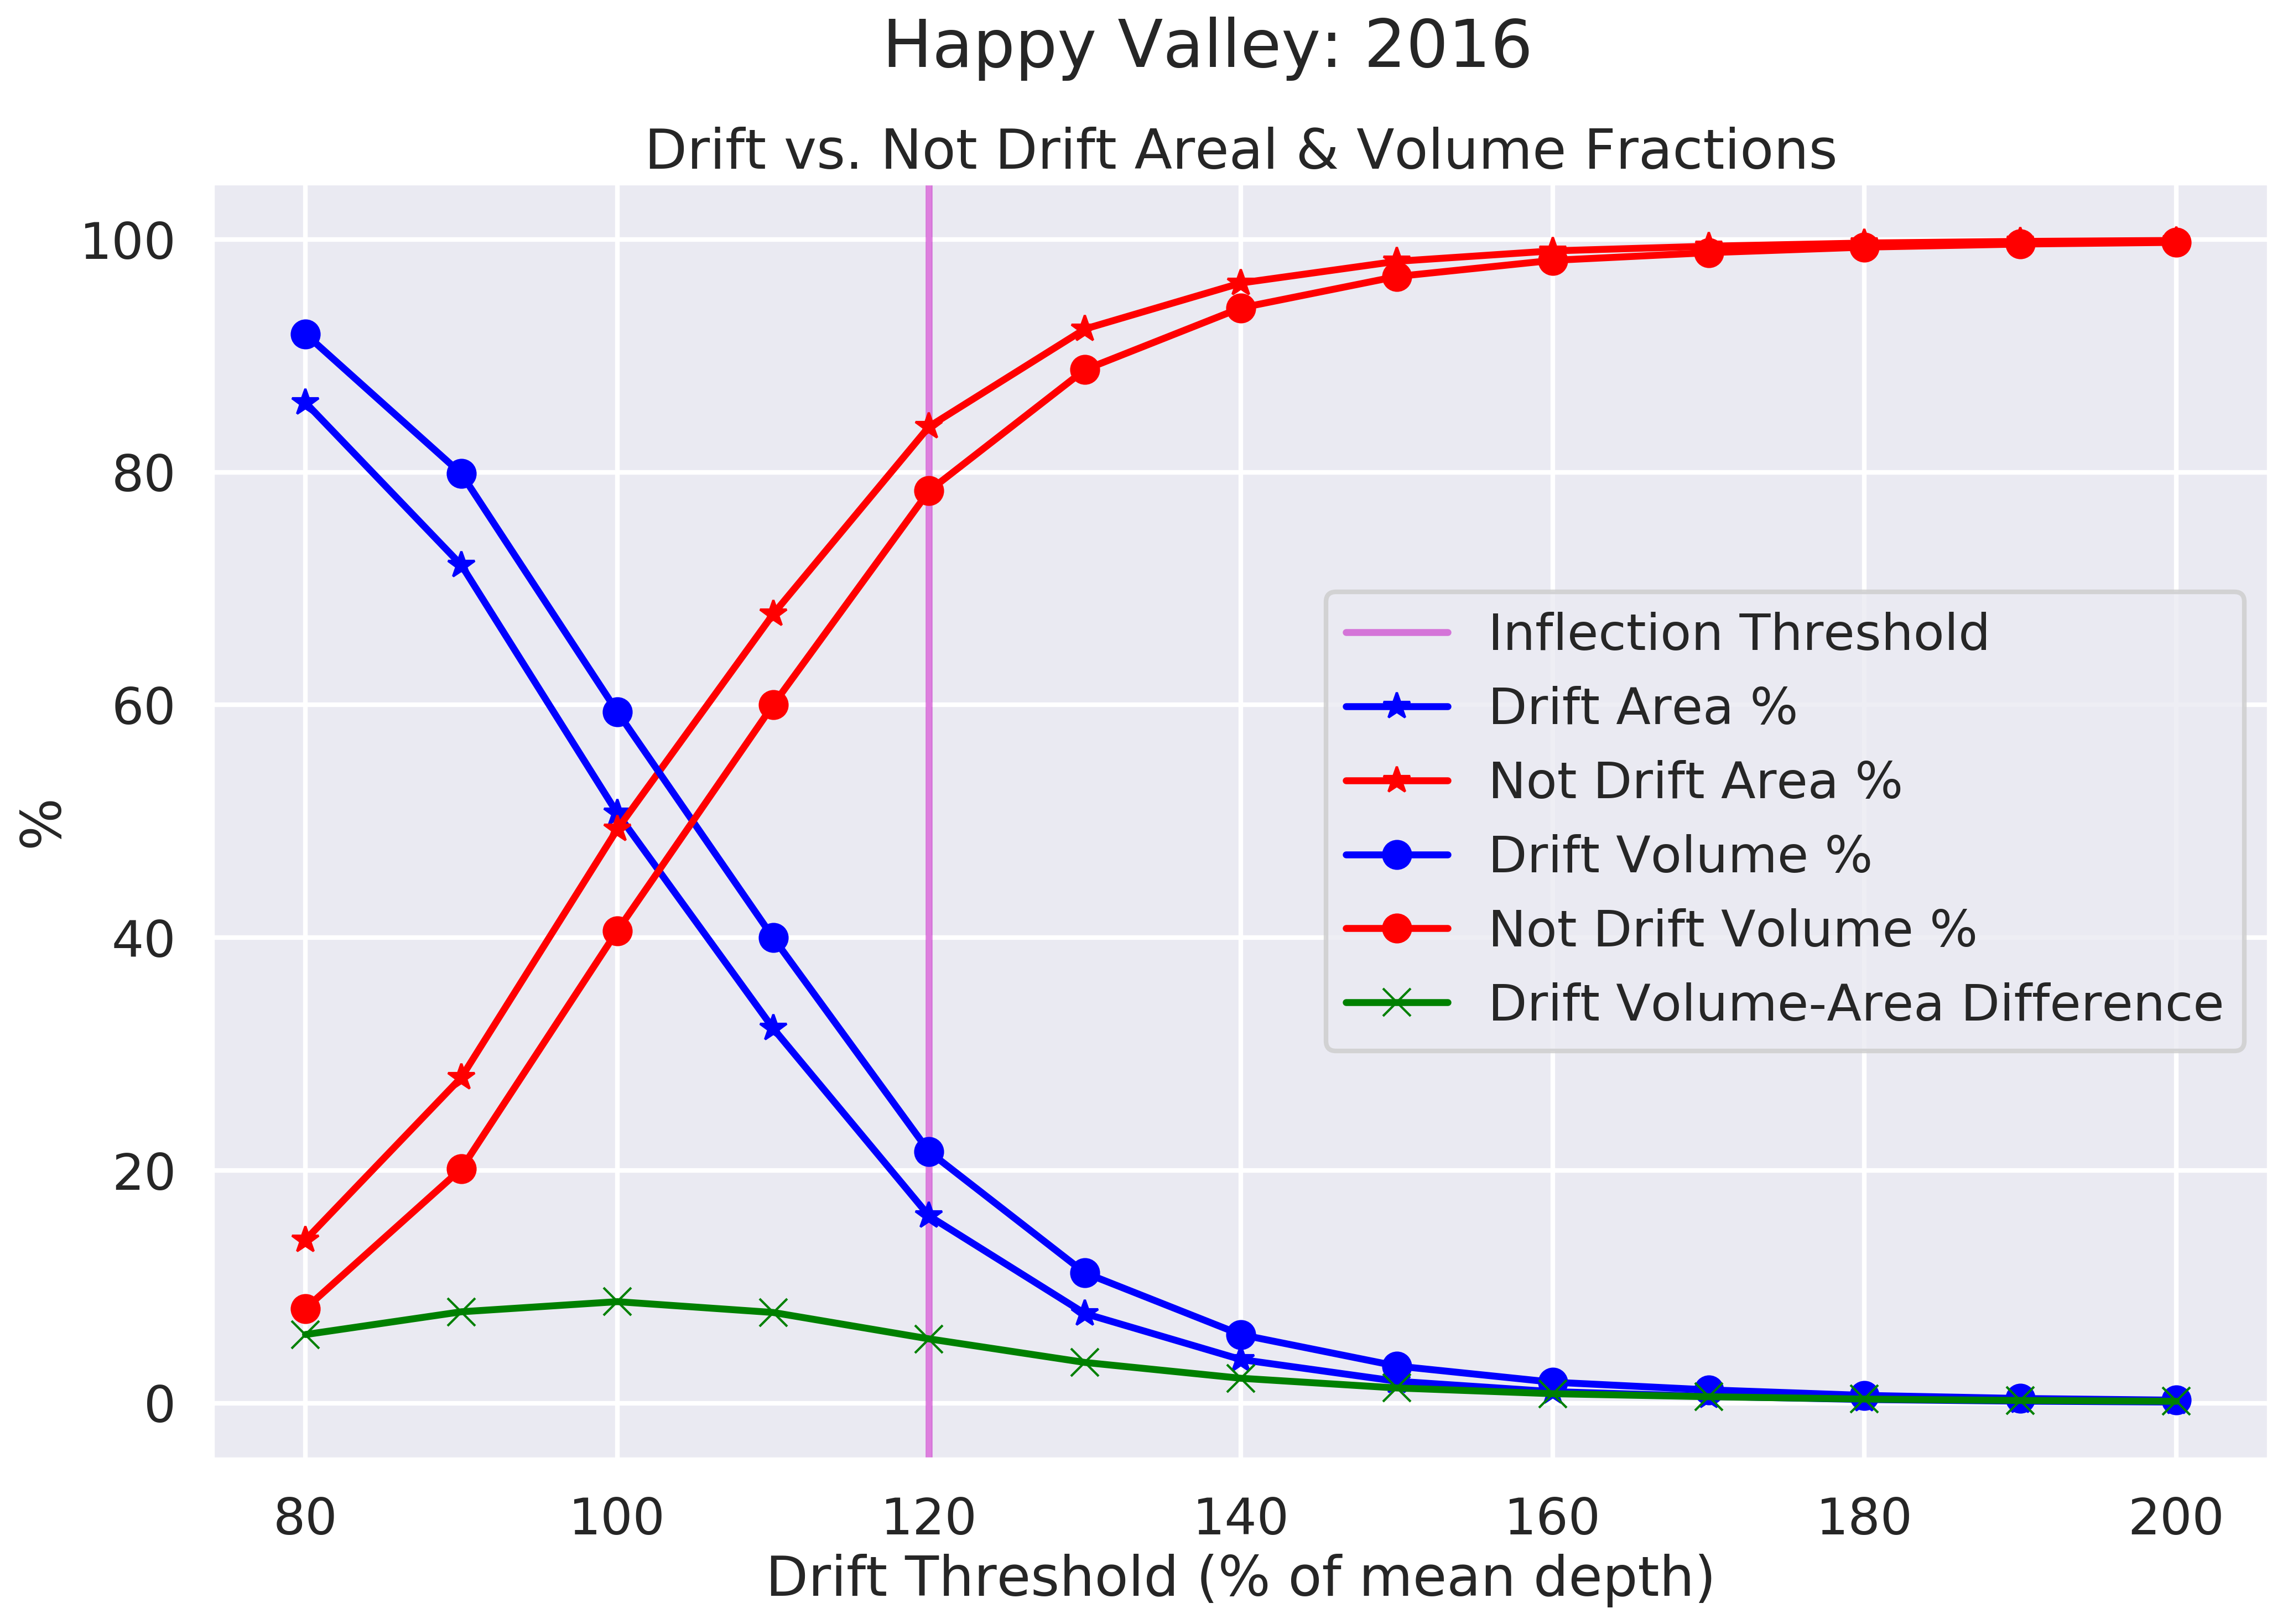 Happy Valley: 2016
Drift vs. Not Drift Areal & Volume Fractions
100
80
60
40
20
0
%
Inflection Threshold
Drift Area %
Not Drift Area %
Drift Volume %
Not Drift Volume %
Drift Volume-Area Difference
80 100 120 140 160 180 200
Drift Threshold (% of mean depth)